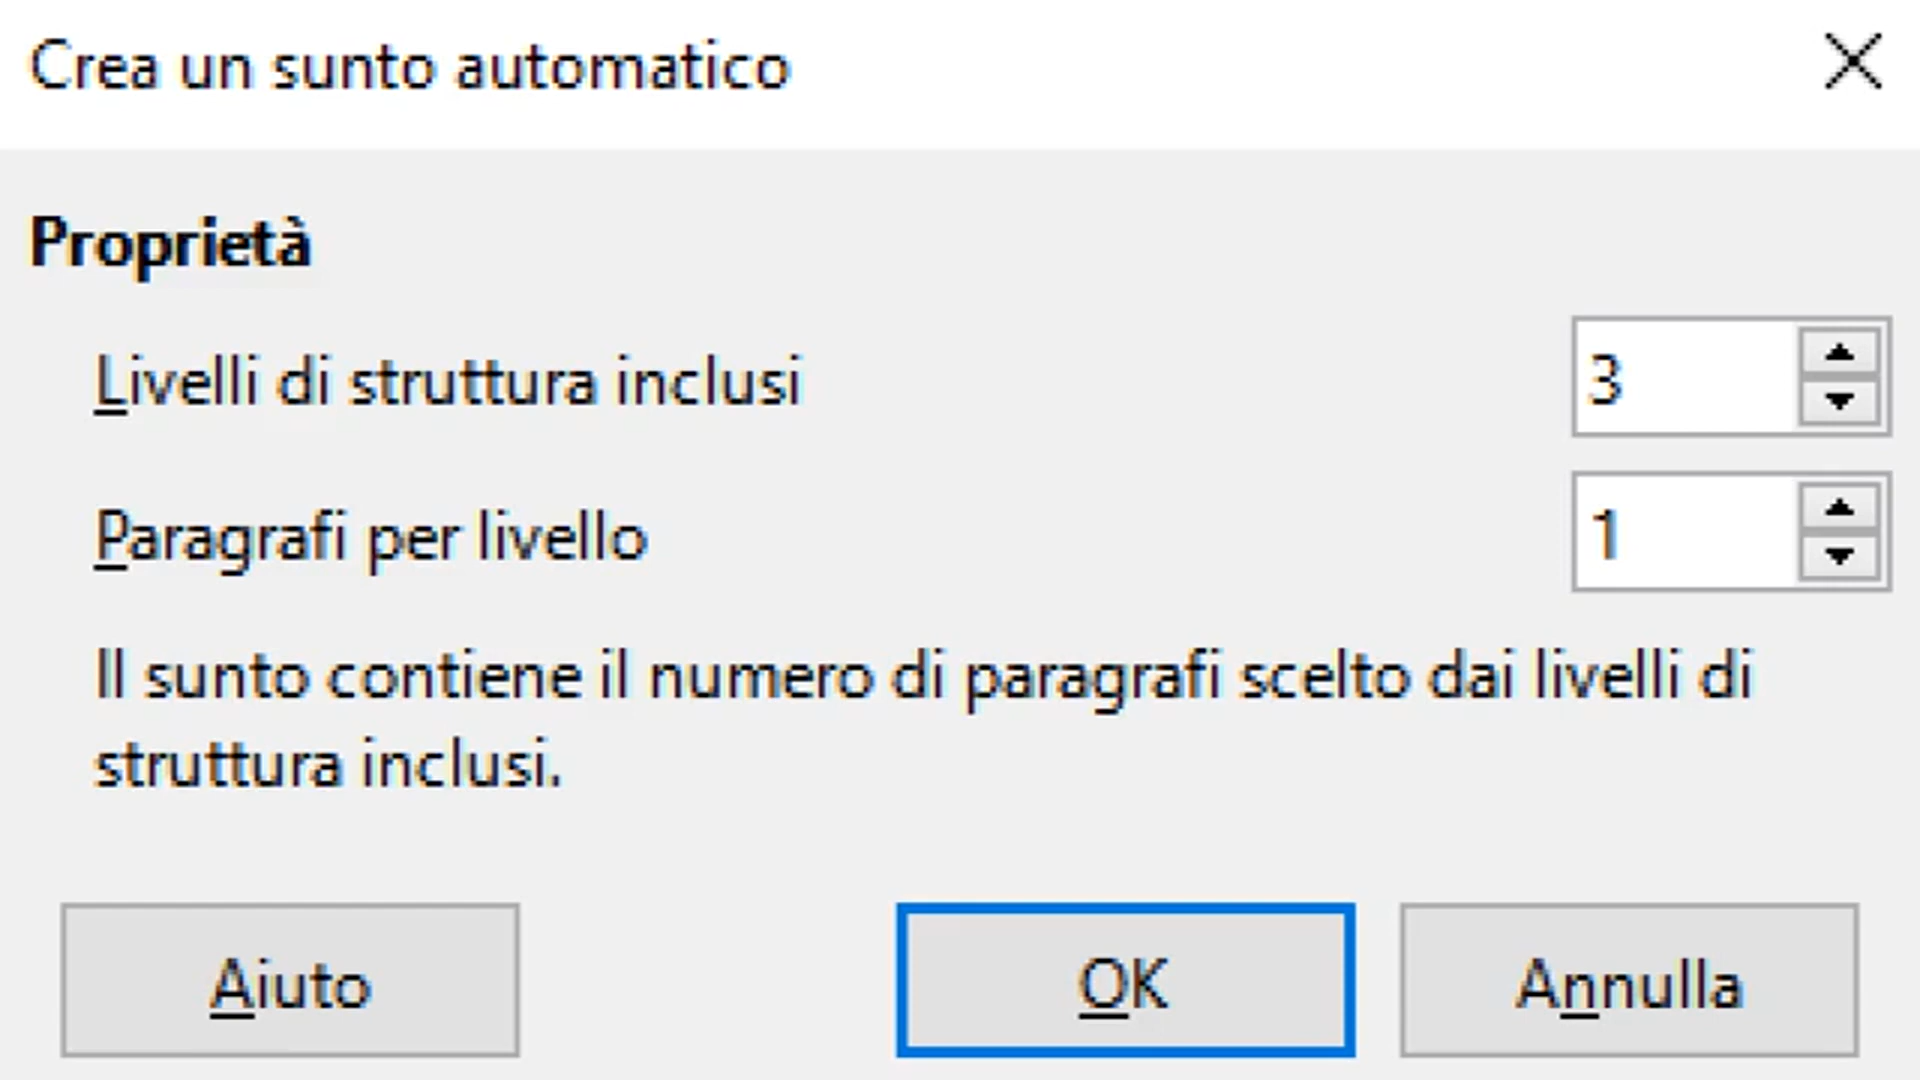 Crea un sunto automatico
Proprietà
Livelli di struttura inclusi
3
Paragrafi per livello
1
Il sunto contiene il numero di paragrafi scelto dai livelli di
struttura inclusi.
Aiuto
OK
Annulla